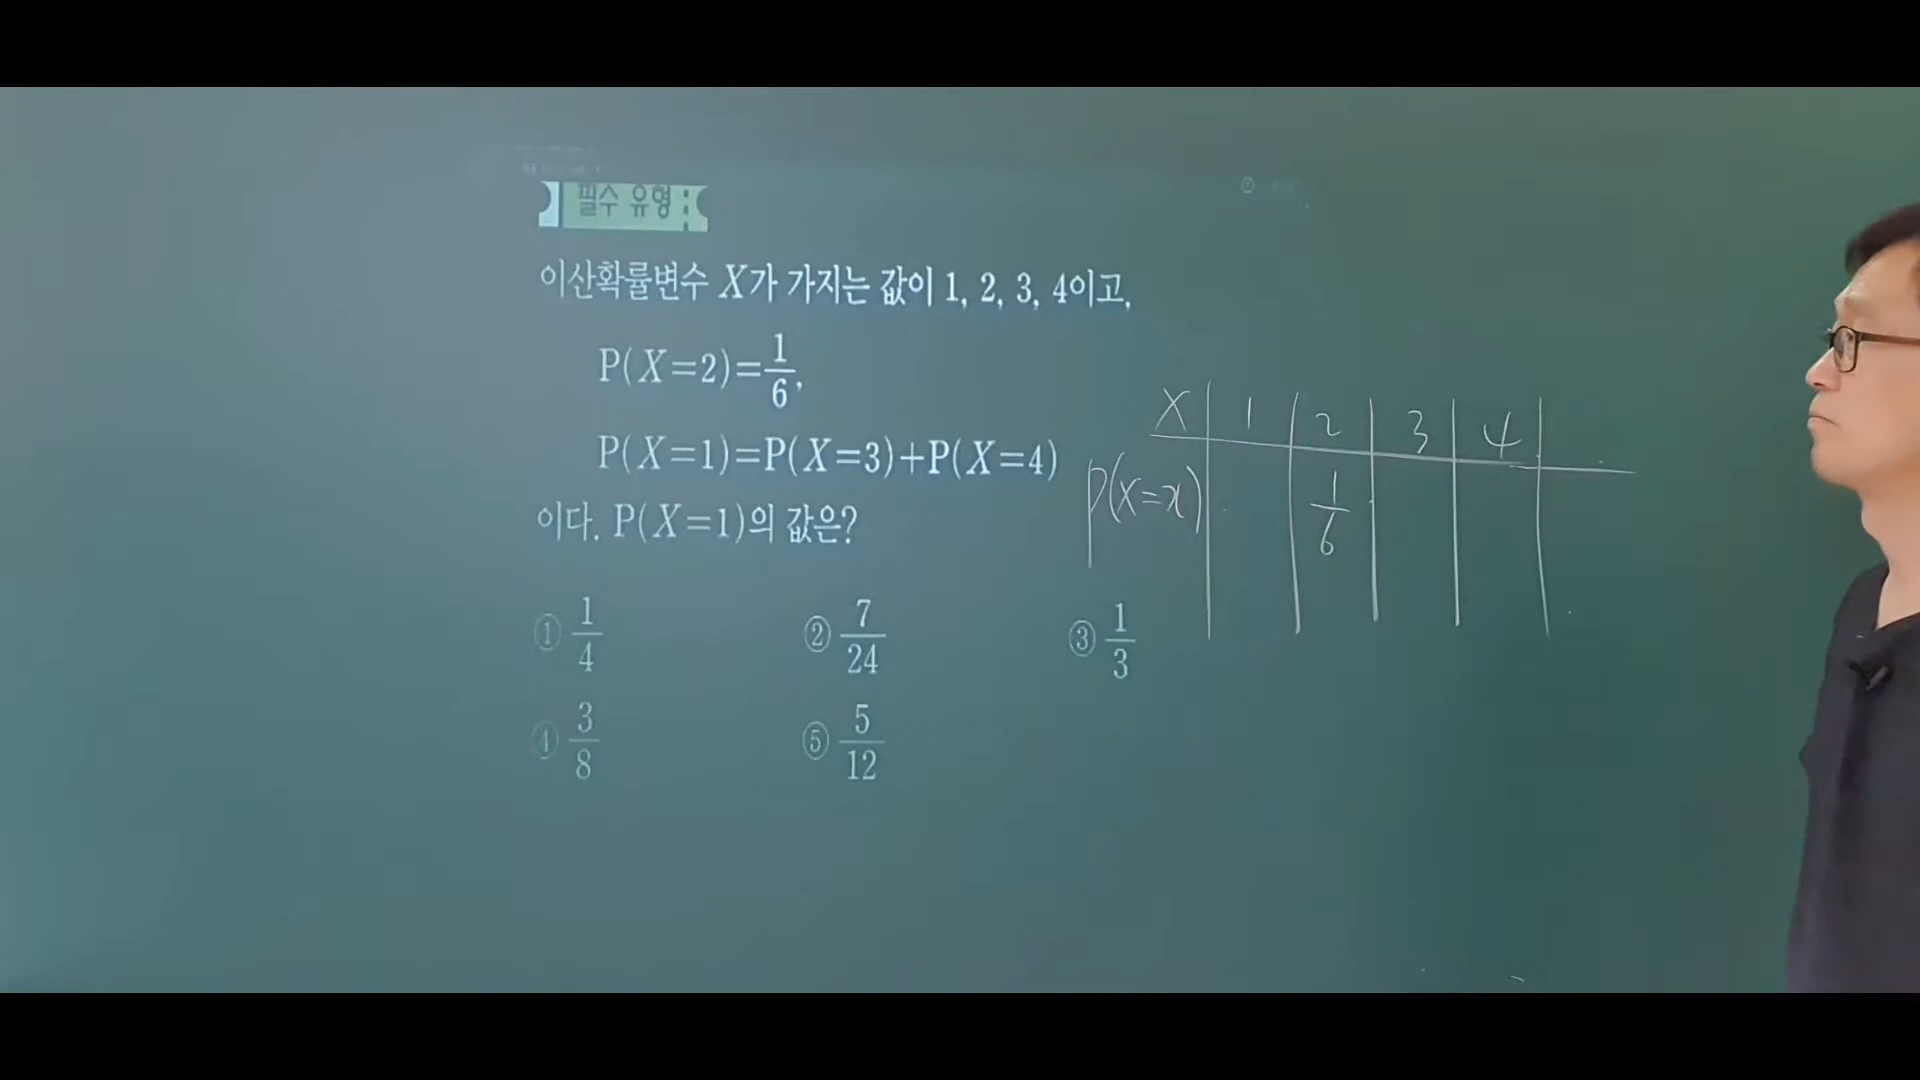 필수 유형
이산확률변수 X가 가지는 값이 1, 2, 3, 4이고,
P(X=2)=1/6,
P(X=1)=P(X=3)+P(X=4)
이다. P(X=1)의 값은?
① 1/4 ② 7/24 ③ 1/3
④ 3/8 ⑤ 5/12
X 1 2 3 4
P(X=x) 1/6